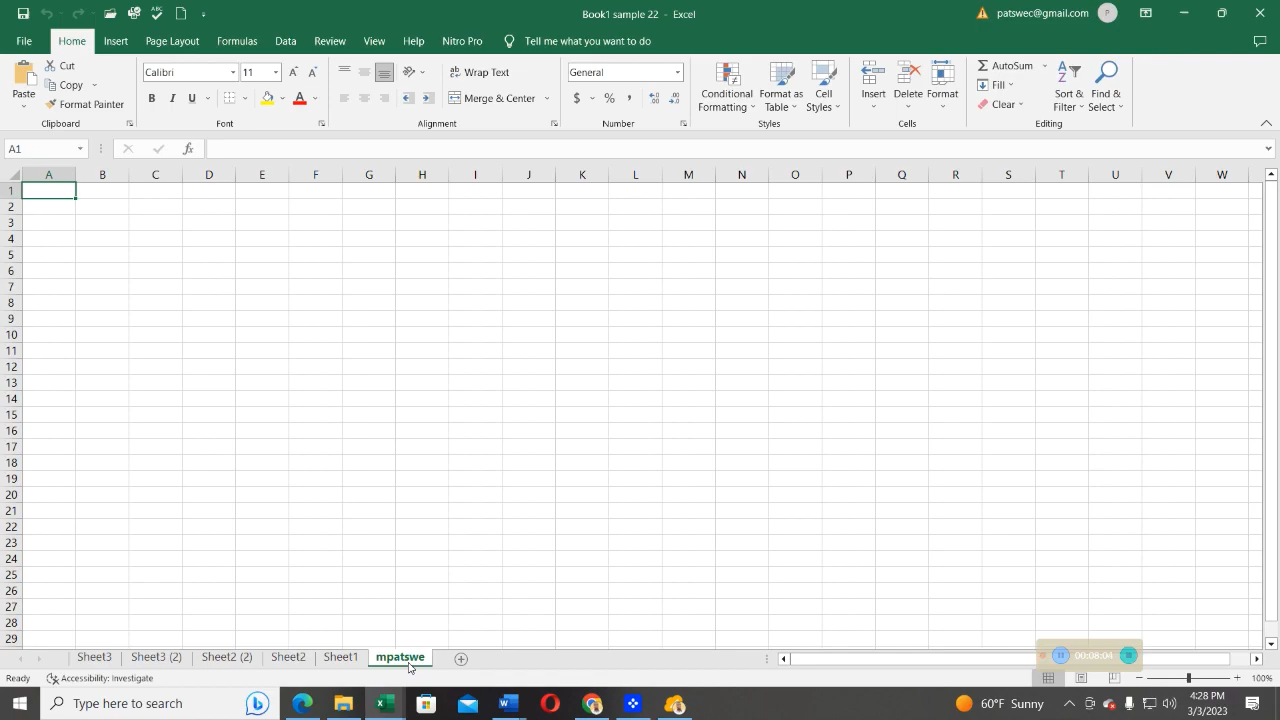 Book1 sample 22 - Excel
patswec@gmail.com
P
File Home Insert Page Layout Formulas Data Review View Help Nitro Pro Tell me what you want to do
Paste
Cut
Copy
Format Painter
Clipboard
Calibri 11
B I U
Font
Wrap Text
Merge & Center
Alignment
General
$ % ,
Number
Conditional Formatting
Format as Table
Cell Styles
Styles
Insert
Delete
Format
Cells
AutoSum
Fill
Clear
Sort & Filter
Find & Select
Editing
A1
fx
A B C D E F G H I J K L M N O P Q R S T U V W
1
2
3
4
5
6
7
8
9
10
11
12
13
14
15
16
17
18
19
20
21
22
23
24
25
26
27
28
29
Sheet3 Sheet3 (2) Sheet2 (2) Sheet2 Sheet1 mpatswe
00:08:04
Ready Accessibility: Investigate
100%
Type here to search
60°F Sunny
4:28 PM
3/3/2023